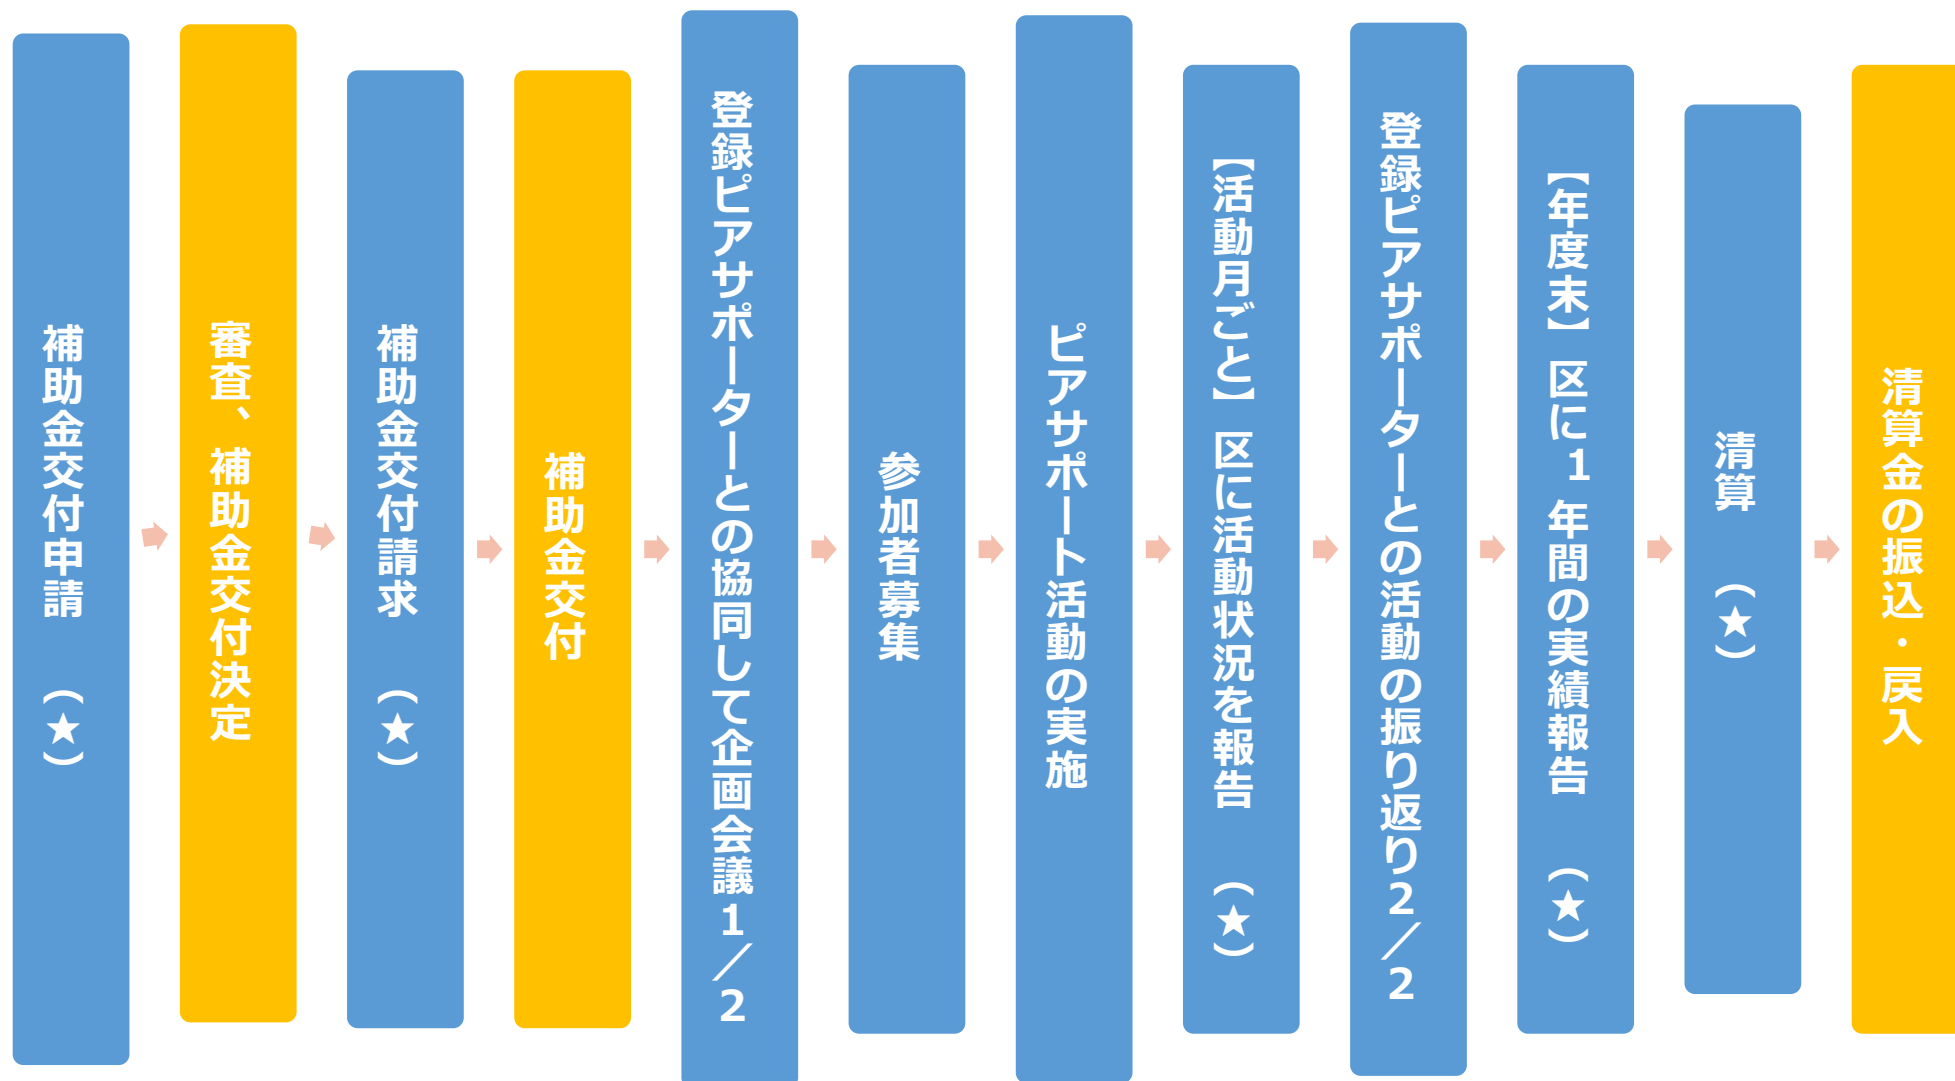 補助金交付申請　（★）
審査、補助金交付決定
補助金交付請求　（★）
補助金交付
登録ピアサポーターとの協同して企画会議１／２
参加者募集
ピアサポート活動の実施
【活動月ごと】区に活動状況を報告　（★）
登録ピアサポーターとの活動の振り返り２／２
【年度末】区に１年間の実績報告　（★）
清算　（★）
清算金の振込・戻入